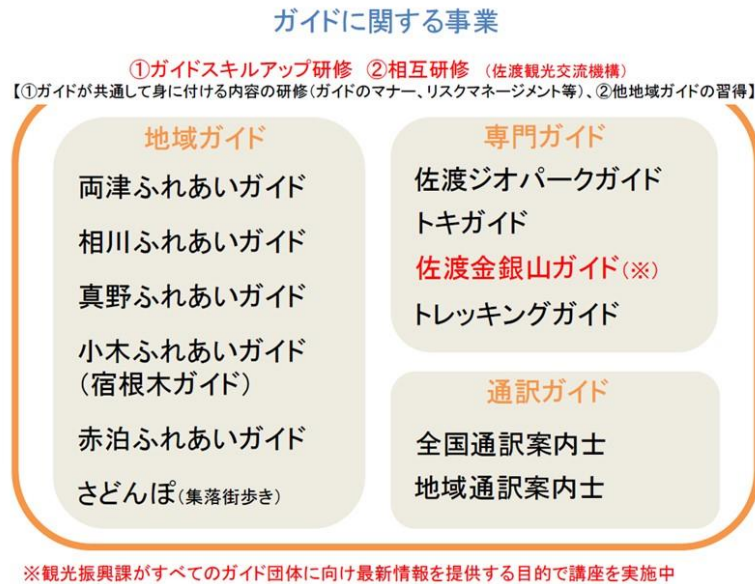 ガイドに関する事業
①ガイドスキルアップ研修 ②相互研修 (佐渡観光交流機構)
【①ガイドが共通して身に付ける内容の研修(ガイドのマナー、リスクマネージメント等)、②他地域ガイドの習得】
地域ガイド
両津ふれあいガイド
相川ふれあいガイド
真野ふれあいガイド
小木ふれあいガイド
(宿根木ガイド)
赤泊ふれあいガイド
さどんぽ(集落街歩き)
専門ガイド
佐渡ジオパークガイド
トキガイド
佐渡金銀山ガイド(※)
トレッキングガイド
通訳ガイド
全国通訳案内士
地域通訳案内士
※観光振興課がすべてのガイド団体に向け最新情報を提供する目的で講座を実施中